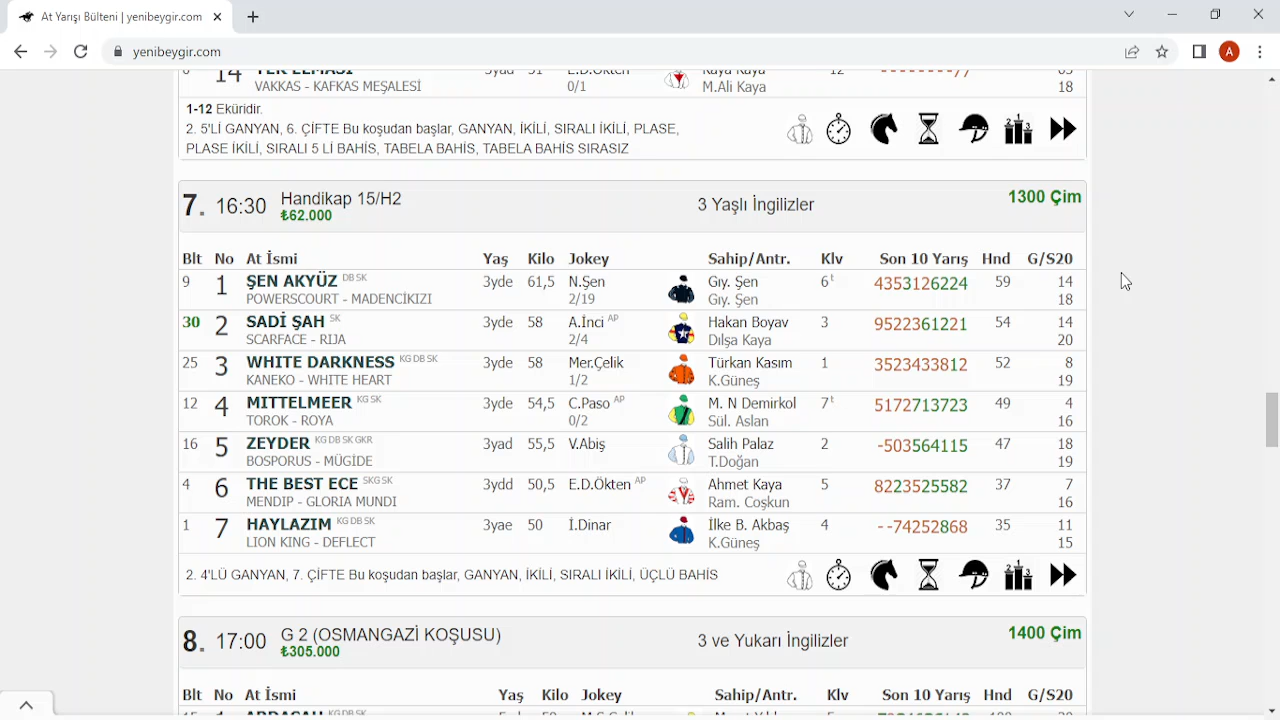 At Yarışı Bülteni | yenibeygir.com
yenibeygir.com
A
14
VAKKAS - KAFKAS MEŞALESİ 0/1 M.Ali Kaya 18
1-12 Eküridir.
2. 5'Lİ GANYAN, 6. ÇİFTE Bu koşudan başlar, GANYAN, İKİLİ, SIRALI İKİLİ, PLASE,
PLASE İKİLİ, SIRALI 5 Lİ BAHİS, TABELA BAHİS, TABELA BAHİS SIRASIZ
7. 16:30 Handikap 15/H2 3 Yaşlı İngilizler 1300 Çim
₺62.000
Blt No At İsmi Yaş Kilo Jokey Sahip/Antr. Klv Son 10 Yarış Hnd G/S20
9 1 ŞEN AKYÜZ DB SK 3yde 61,5 N.Şen Gıy. Şen 6t 4353126224 59 14
POWERSCOURT - MADENCİKIZI 2/19 Gıy. Şen 18
30 2 SADİ ŞAH SK 3yde 58 A.İnci AP Hakan Boyav 3 9522361221 54 14
SCARFACE - RIJA 2/4 Dılşa Kaya 20
25 3 WHITE DARKNESS KG DB SK 3yde 58 Mer.Çelik Türkan Kasım 1 3523433812 52 8
KANEKO - WHITE HEART 1/2 K.Güneş 19
12 4 MITTELMEER KG SK 3yde 54,5 C.Paso AP M. N Demirkol 7t 5172713723 49 4
TOROK - ROYA 0/2 Sül. Aslan 16
16 5 ZEYDER KG DB SK GKR 3yad 55,5 V.Abiş Salih Palaz 2 -503564115 47 18
BOSPORUS - MÜGİDE T.Doğan 19
4 6 THE BEST ECE SKG SK 3ydd 50,5 E.D.Ökten AP Ahmet Kaya 5 8223525582 37 7
MENDIP - GLORIA MUNDI Ram. Coşkun 16
1 7 HAYLAZIM KG DB SK 3yae 50 İ.Dinar İlke B. Akbaş 4 --74252868 35 11
LION KING - DEFLECT K.Güneş 15
2. 4'LÜ GANYAN, 7. ÇİFTE Bu koşudan başlar, GANYAN, İKİLİ, SIRALI İKİLİ, ÜÇLÜ BAHİS
8. 17:00 G 2 (OSMANGAZİ KOŞUSU) 3 ve Yukarı İngilizler 1400 Çim
₺305.000
Blt No At İsmi Yaş Kilo Jokey Sahip/Antr. Klv Son 10 Yarış Hnd G/S20